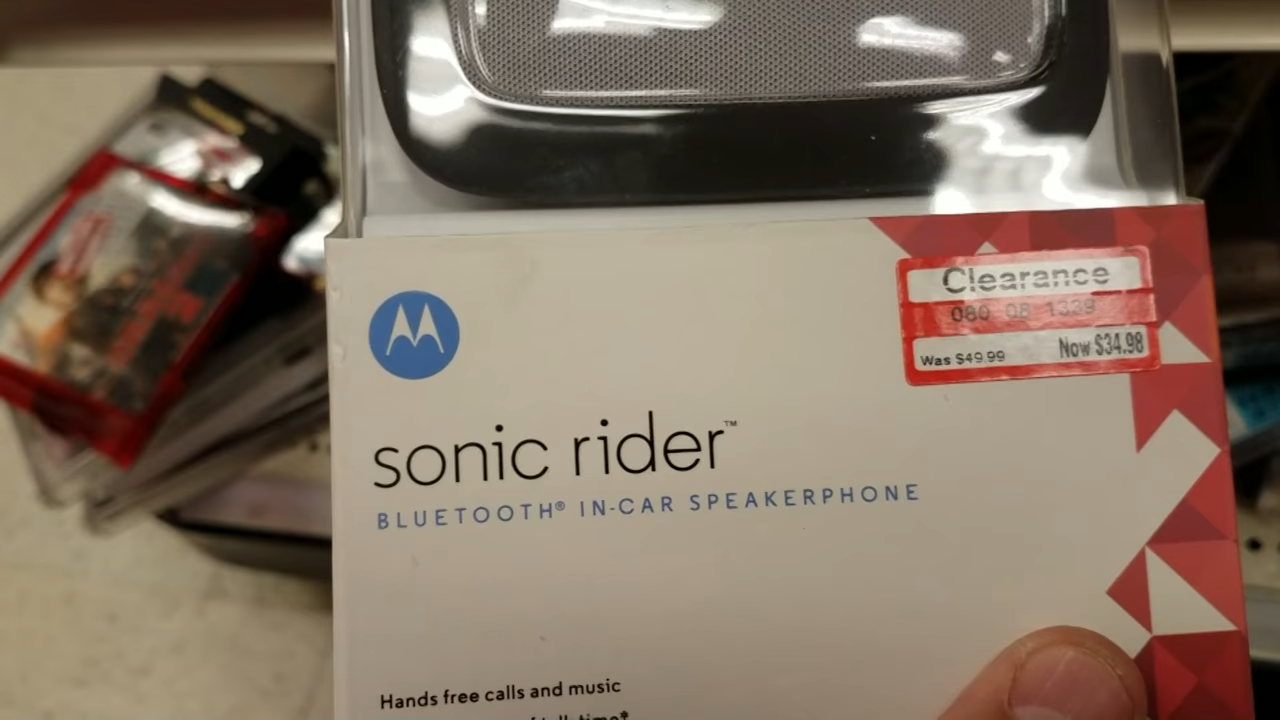 Clearance
080 08 1339
Was $49.99 Now $34.98
sonic rider™
BLUETOOTH® IN-CAR SPEAKERPHONE
Hands free calls and music